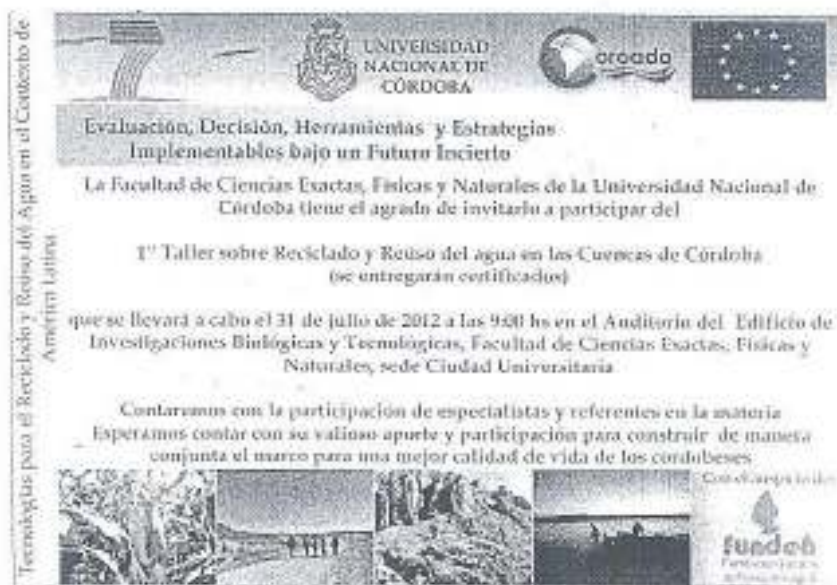 UNIVERSIDAD
NACIONAL DE
CÓRDOBA
Coroado
Evaluación, Decisión, Herramientas y Estrategias
Implementables bajo un Futuro Incierto
La Facultad de Ciencias Exactas, Físicas y Naturales de la Universidad Nacional de
Córdoba tiene el agrado de invitarlo a participar del
1º Taller sobre Reciclado y Reúso del agua en las Cuencas de Córdoba
(se entregarán certificados)
que se llevará a cabo el 31 de julio de 2012 a las 9:00 hs en el Auditorio del Edificio de
Investigaciones Biológicas y Tecnológicas, Facultad de Ciencias Exactas, Físicas y
Naturales, sede Ciudad Universitaria
Contaremos con la participación de especialistas y referentes en la materia
Esperamos contar con su valioso aporte y participación para construir de manera
conjunta el marco para una mejor calidad de vida de los cordobeses
Tecnologías para el Reciclado y Reúso del Agua en el Contexto de
América Latina
fundeb